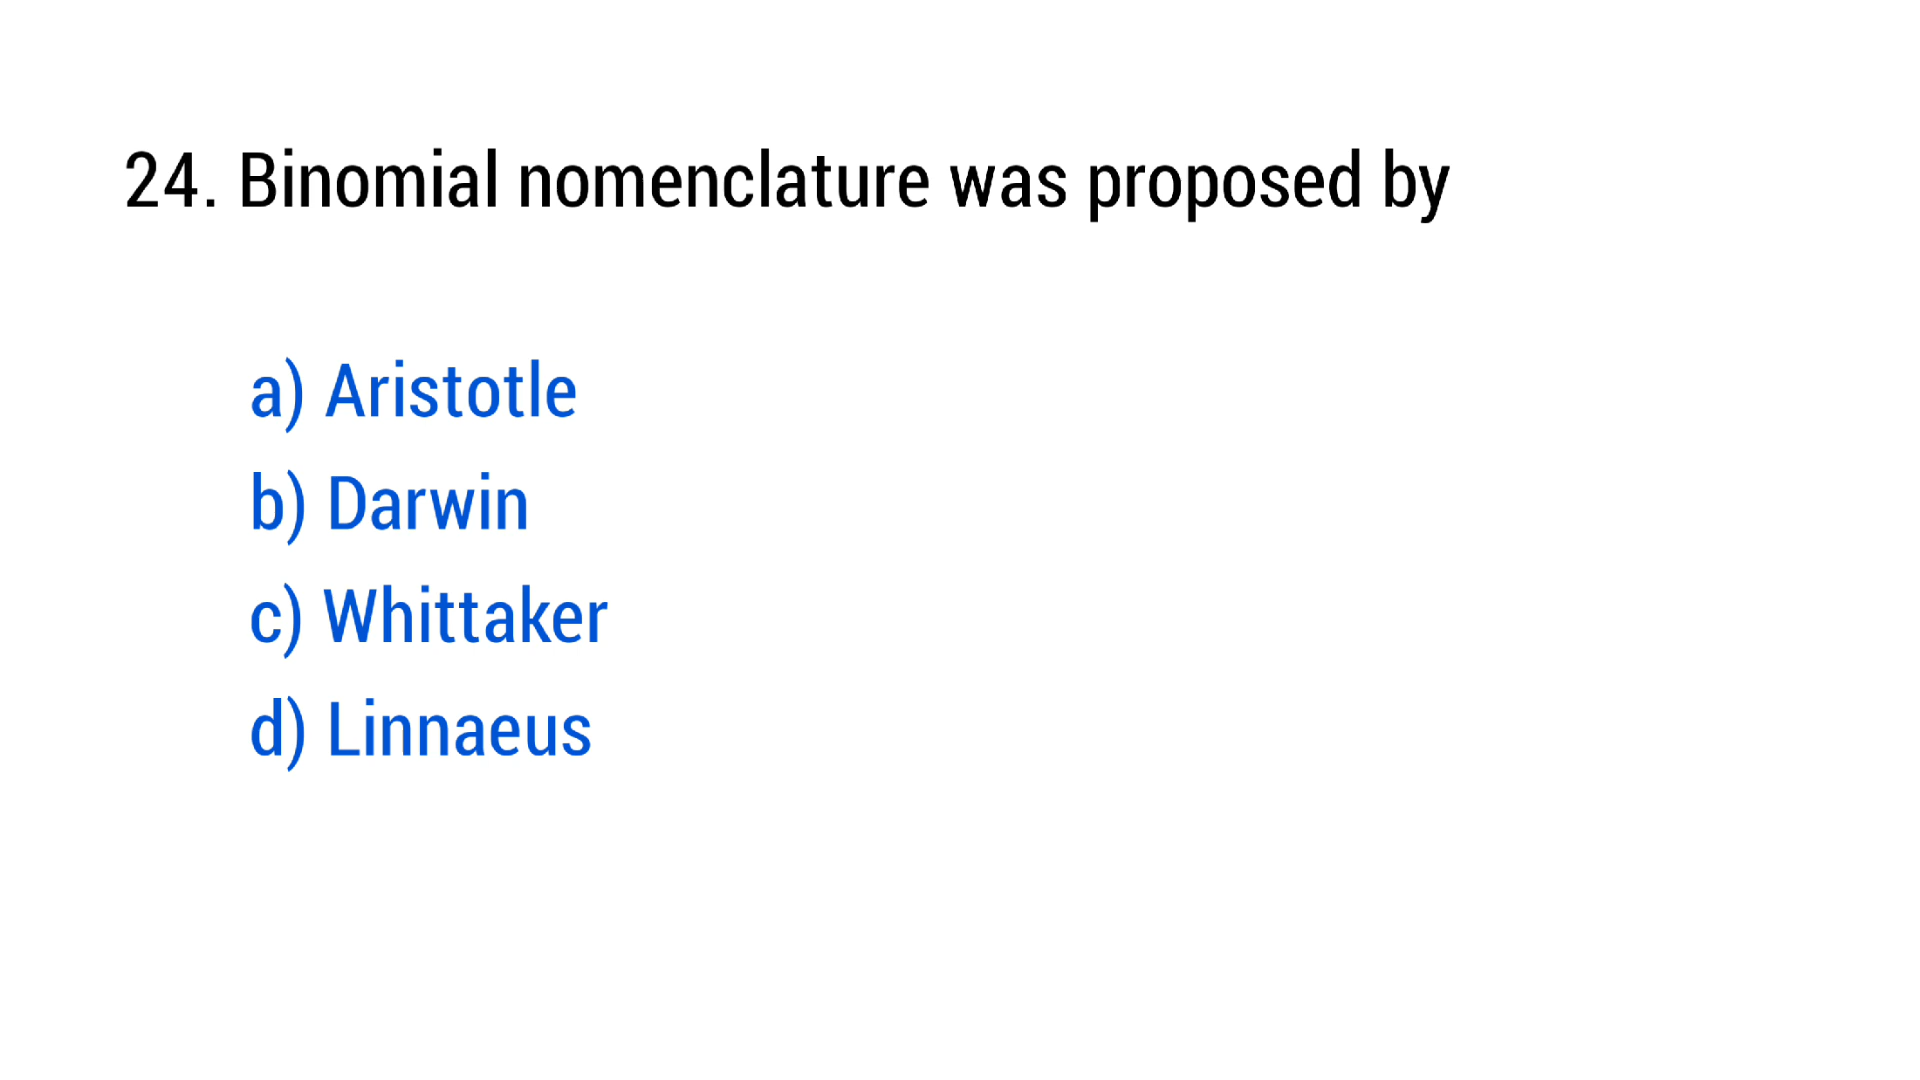 24. Binomial nomenclature was proposed by
a) Aristotle
b) Darwin
c) Whittaker
d) Linnaeus